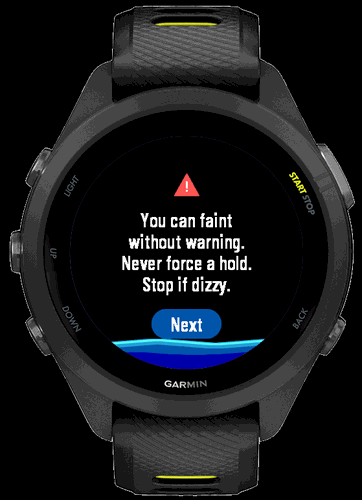 LIGHT
START STOP
You can faint
without warning.
Never force a hold.
Stop if dizzy.
UP
DOWN
BACK
Next
GARMIN